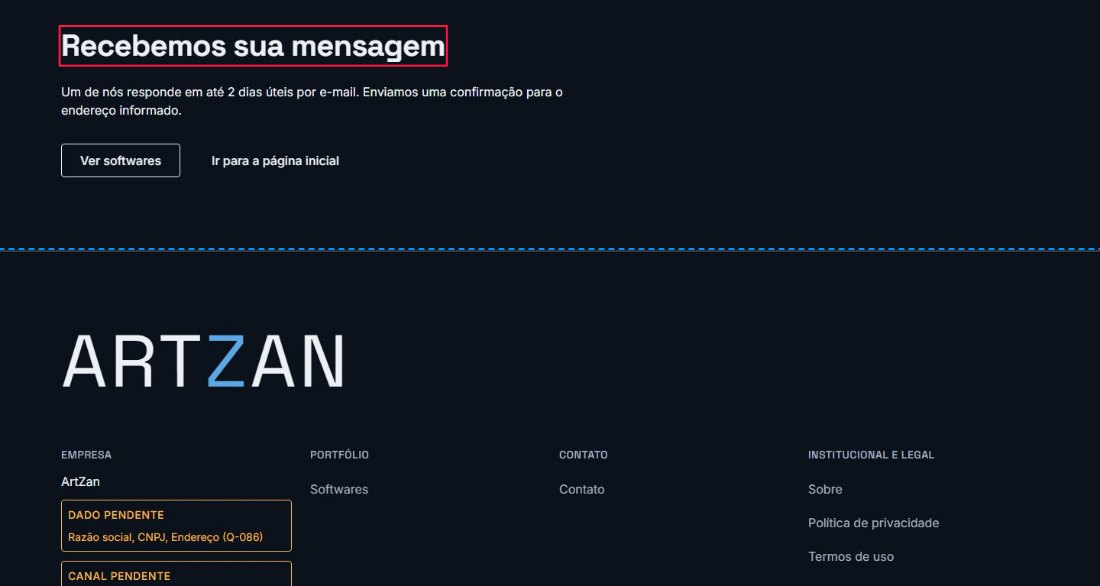 Recebemos sua mensagem
Um de nós responde em até 2 dias úteis por e-mail. Enviamos uma confirmação para o
endereço informado.
Ver softwares
Ir para a página inicial
ARTZAN
EMPRESA
ArtZan
DADO PENDENTE
Razão social, CNPJ, Endereço (Q-086)
CANAL PENDENTE
PORTFÓLIO
Softwares
CONTATO
Contato
INSTITUCIONAL E LEGAL
Sobre
Política de privacidade
Termos de uso